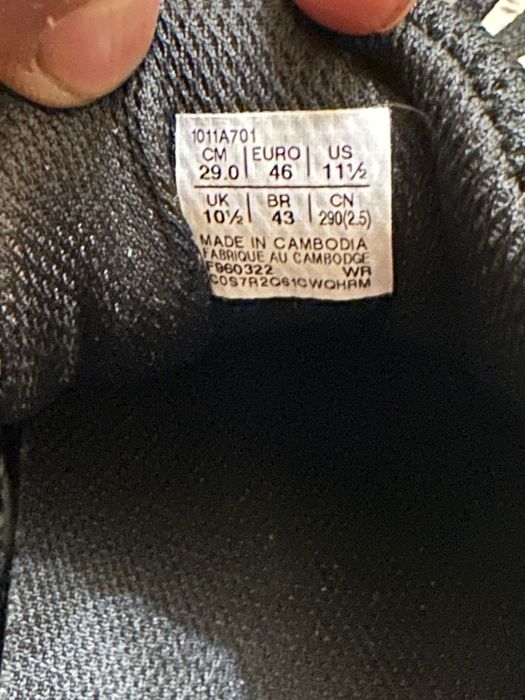 1011A701
CM EURO US
29.0 46 11½
UK BR CN
10½ 43 290(2.5)
MADE IN CAMBODIA
FABRIQUE AU CAMBODGE
F960322 WR
C0S7R2Q61CWQHRM